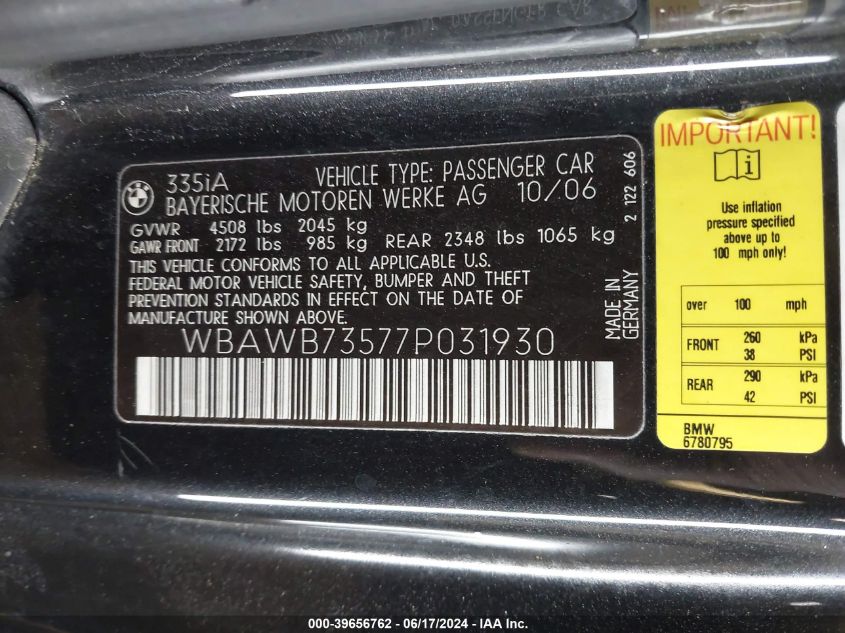 335iA VEHICLE TYPE: PASSENGER CAR
BAYERISCHE MOTOREN WERKE AG 10/06
GVWR 4508 lbs 2045 kg
GAWR FRONT 2172 lbs 985 kg REAR 2348 lbs 1065 kg
THIS VEHICLE CONFORMS TO ALL APPLICABLE U.S.
FEDERAL MOTOR VEHICLE SAFETY, BUMPER AND THEFT
PREVENTION STANDARDS IN EFFECT ON THE DATE OF
MANUFACTURE SHOWN ABOVE.
WBAWB73577P031930
2 122 606
MADE IN
GERMANY
IMPORTANT!
Use inflation
pressure specified
above up to
100 mph only!
over 100 mph
FRONT 260 kPa
38 PSI
REAR 290 kPa
42 PSI
BMW
6780795
000-39656762 - 06/17/2024 - IAA Inc.